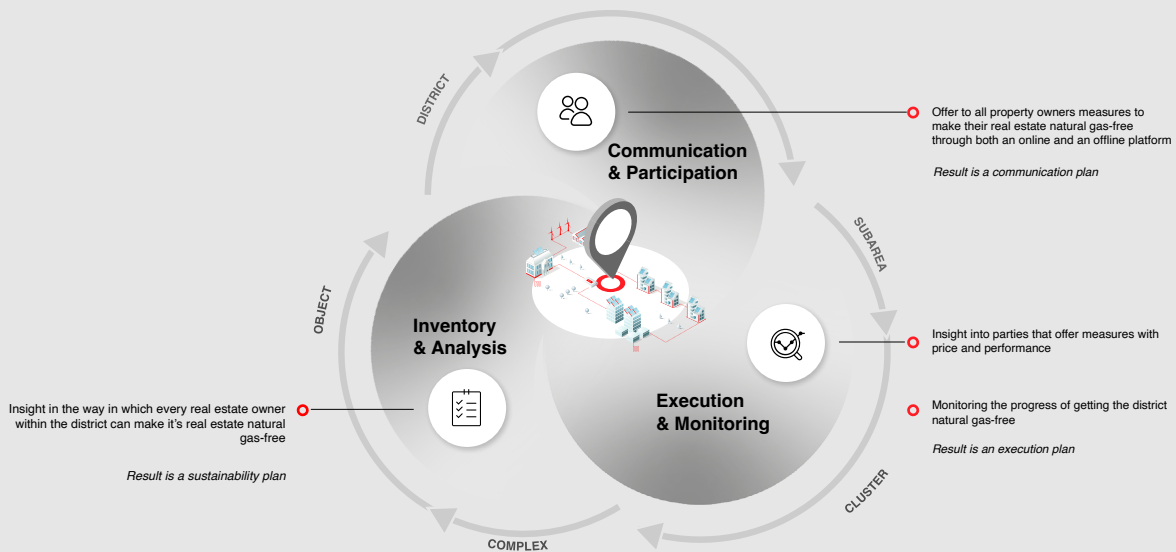 DISTRICT
Communication
& Participation
Offer to all property owners measures to
make their real estate natural gas-free
through both an online and an offline platform
Result is a communication plan
SUBAREA
OBJECT
Inventory
& Analysis
Insight into parties that offer measures with
price and performance
Execution
& Monitoring
Monitoring the progress of getting the district
natural gas-free
Result is an execution plan
Insight in the way in which every real estate owner
within the district can make it's real estate natural
gas-free
Result is a sustainability plan
CLUSTER
COMPLEX